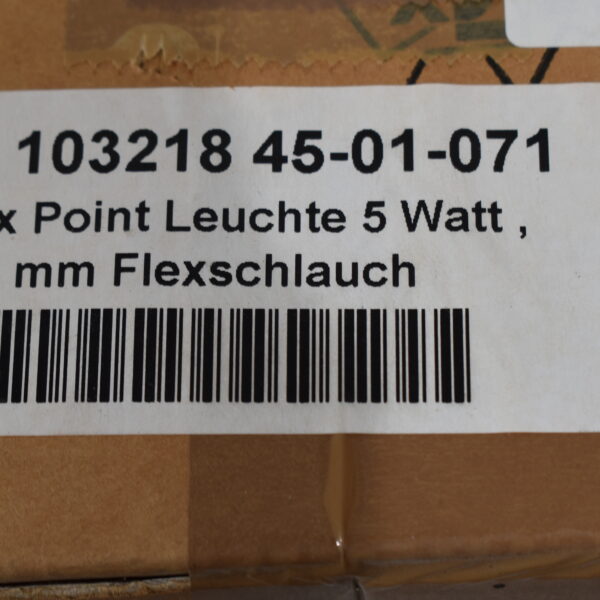 103218 45-01-071
x Point Leuchte 5 Watt ,
mm Flexschlauch